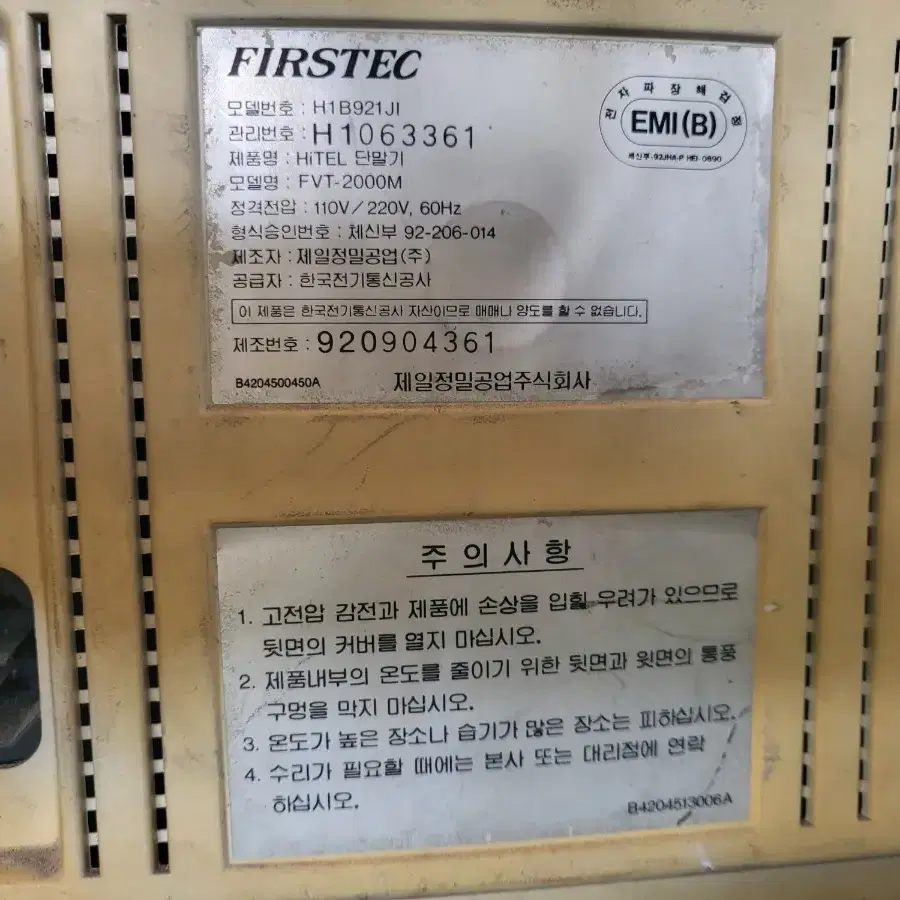 FIRSTEC
모델번호 : H1B921JI
관리번호 : H1063361
제품명 : HiTEL 단말기
모델명 : FVT-2000M
정격전압 : 110V/220V, 60Hz
형식승인번호 : 체신부 92-206-014
제조자 : 제일정밀공업(주)
공급자 : 한국전기통신공사
이 제품은 한국전기통신공사 자산이므로 매매나 양도를 할 수 없습니다.
제조번호 : 920904361
B4204500450A 제일정밀공업주식회사
전자파장해검정
EMI(B)
체신부-92JHA-P HEI-0890
주의사항
1. 고전압 감전과 제품에 손상을 입힐 우려가 있으므로
뒷면의 커버를 열지 마십시오.
2. 제품내부의 온도를 줄이기 위한 뒷면과 윗면의 통풍
구멍을 막지 마십시오.
3. 온도가 높은 장소나 습기가 많은 장소는 피하십시오.
4. 수리가 필요할 때에는 본사 또는 대리점에 연락
하십시오.
B4204513006A